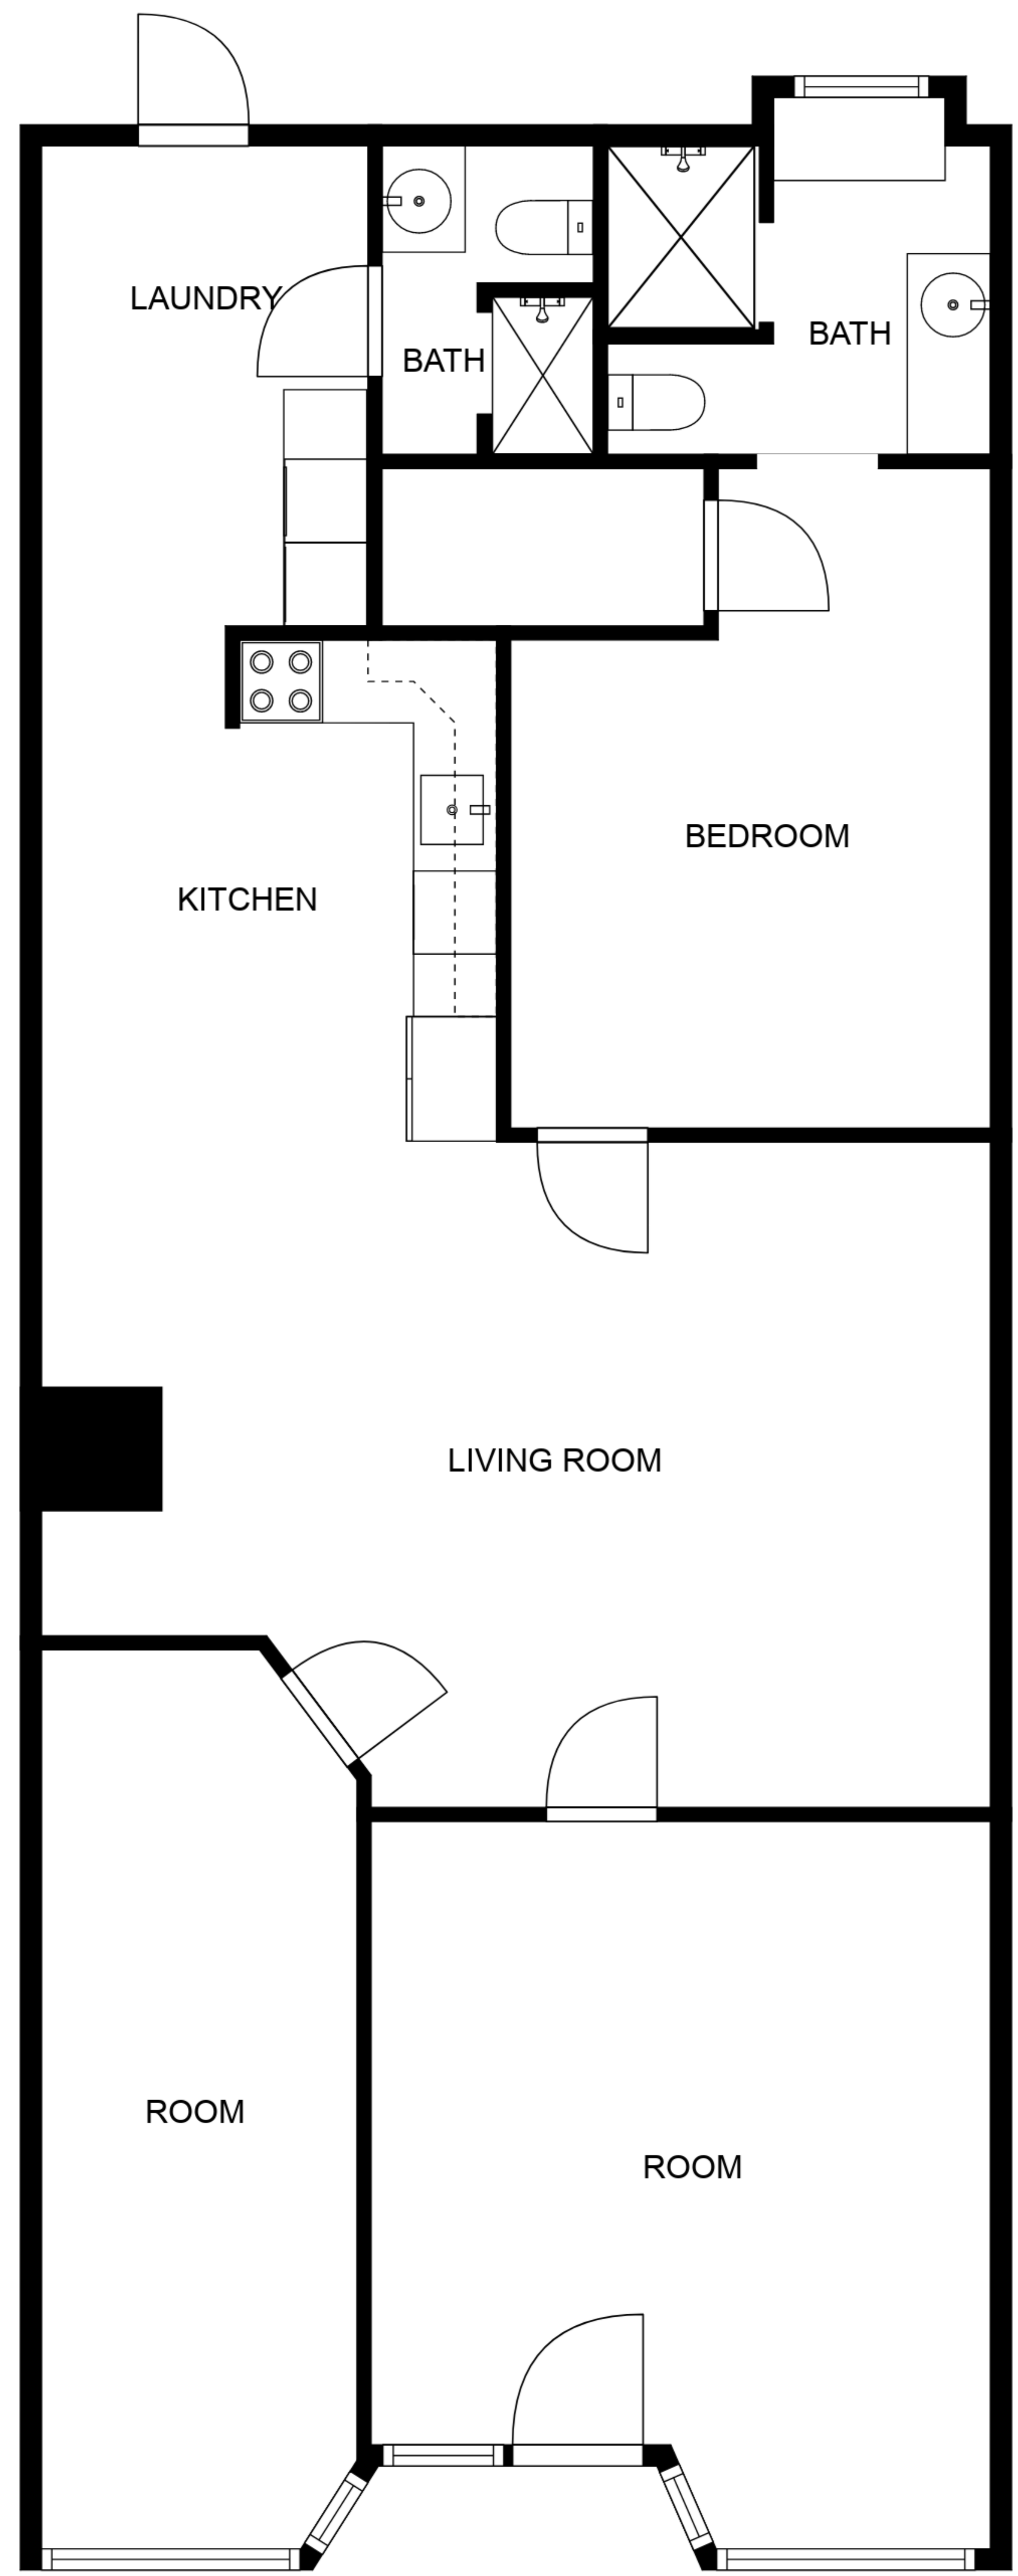 LAUNDRY
BATH
BATH
BEDROOM
KITCHEN
LIVING ROOM
ROOM
ROOM